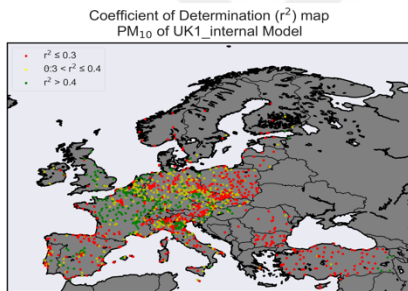 Coefficient of Determination (r²) map
PM₁₀ of UK1_internal Model
r² ≤ 0.3
0.3 < r² ≤ 0.4
r² > 0.4